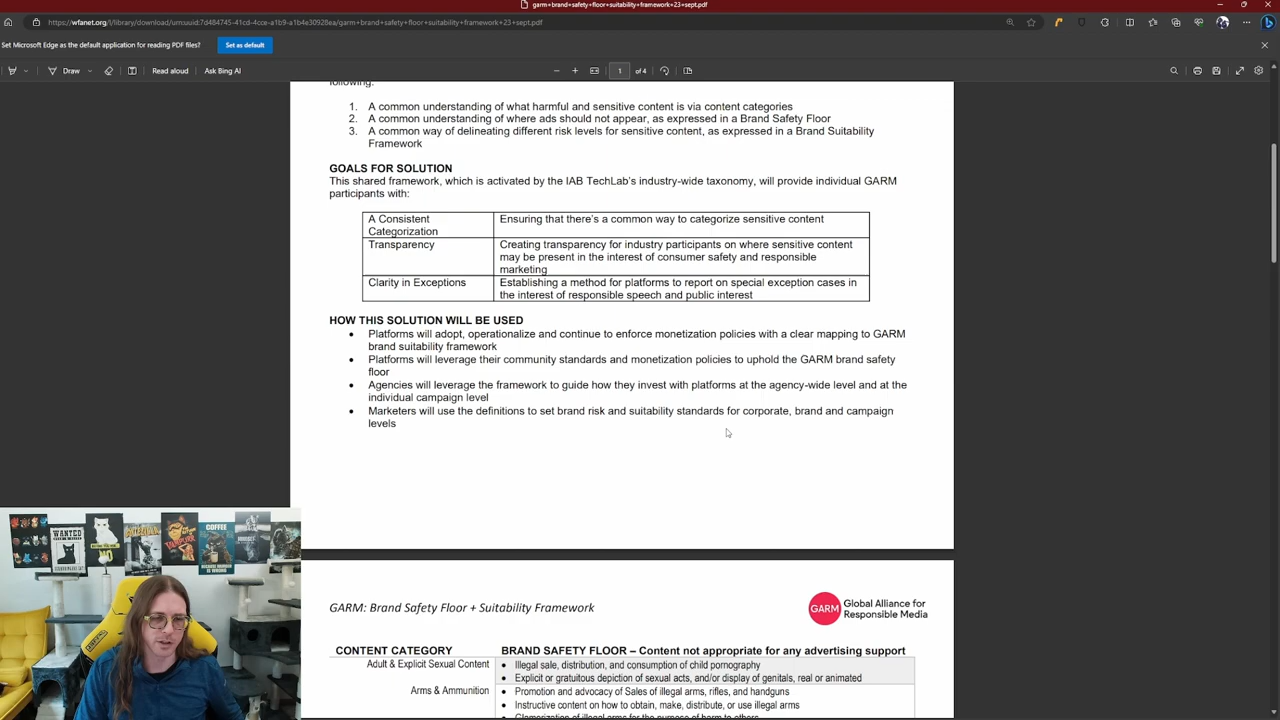 garm+brand+safety+floor+suitability+framework+23+sept.pdf
https://wfanet.org/l/library/download/urn:uuid:7d484745-41cd-4cce-a1b9-a1b4e30928ea/garm+brand+safety+floor+suitability+framework+23+sept.pdf
Set Microsoft Edge as the default application for reading PDF files? Set as default
Draw Read aloud Ask Bing AI 1 of 4
following:
1. A common understanding of what harmful and sensitive content is via content categories
2. A common understanding of where ads should not appear, as expressed in a Brand Safety Floor
3. A common way of delineating different risk levels for sensitive content, as expressed in a Brand Suitability
Framework
GOALS FOR SOLUTION
This shared framework, which is activated by the IAB TechLab's industry-wide taxonomy, will provide individual GARM
participants with:
A Consistent
Categorization
Ensuring that there's a common way to categorize sensitive content
Transparency
Creating transparency for industry participants on where sensitive content
may be present in the interest of consumer safety and responsible
marketing
Clarity in Exceptions
Establishing a method for platforms to report on special exception cases in
the interest of responsible speech and public interest
HOW THIS SOLUTION WILL BE USED
• Platforms will adopt, operationalize and continue to enforce monetization policies with a clear mapping to GARM
brand suitability framework
• Platforms will leverage their community standards and monetization policies to uphold the GARM brand safety
floor
• Agencies will leverage the framework to guide how they invest with platforms at the agency-wide level and at the
individual campaign level
• Marketers will use the definitions to set brand risk and suitability standards for corporate, brand and campaign
levels
GARM: Brand Safety Floor + Suitability Framework
GARM
Global Alliance for
Responsible Media
CONTENT CATEGORY
BRAND SAFETY FLOOR – Content not appropriate for any advertising support
Adult & Explicit Sexual Content
• Illegal sale, distribution, and consumption of child pornography
• Explicit or gratuitous depiction of sexual acts, and/or display of genitals, real or animated
Arms & Ammunition
• Promotion and advocacy of Sales of illegal arms, rifles, and handguns
• Instructive content on how to obtain, make, distribute, or use illegal arms
• Glamorization of illegal arms for the purpose of harm to others
WANTED
COFFEE